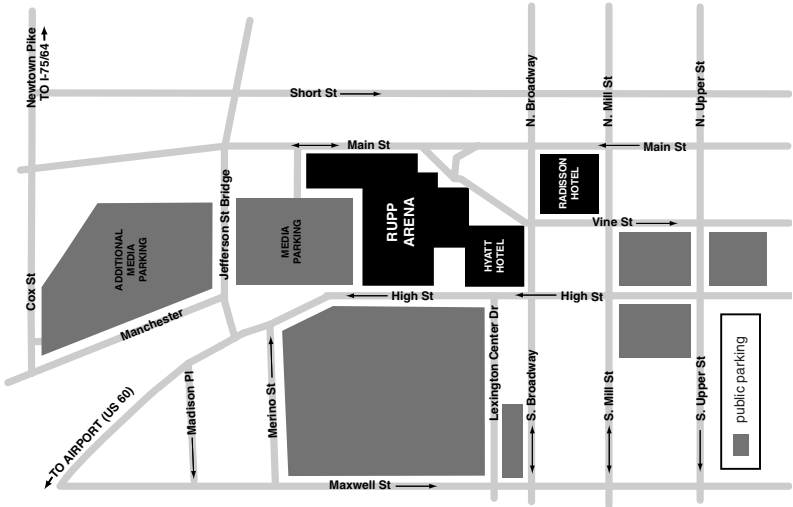 Newtown Pike
TO I-75/64
Short St
N. Broadway
N. Mill St
N. Upper St
Main St
Main St
Jefferson St Bridge
RUPP
ARENA
RADISSON
HOTEL
Vine St
ADDITIONAL
MEDIA
PARKING
MEDIA
PARKING
HYATT
HOTEL
Cox St
High St
High St
Manchester
Lexington Center Dr
S. Broadway
S. Mill St
S. Upper St
Madison Pl
Merino St
TO AIRPORT (US 60)
Maxwell St
public parking